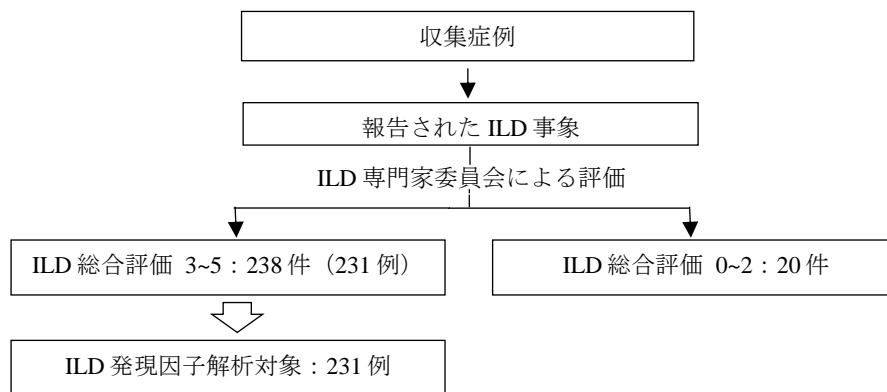 収集症例
報告された ILD 事象
ILD 専門家委員会による評価
ILD 総合評価 3~5：238 件（231 例）
ILD 総合評価 0~2：20 件
ILD 発現因子解析対象：231 例